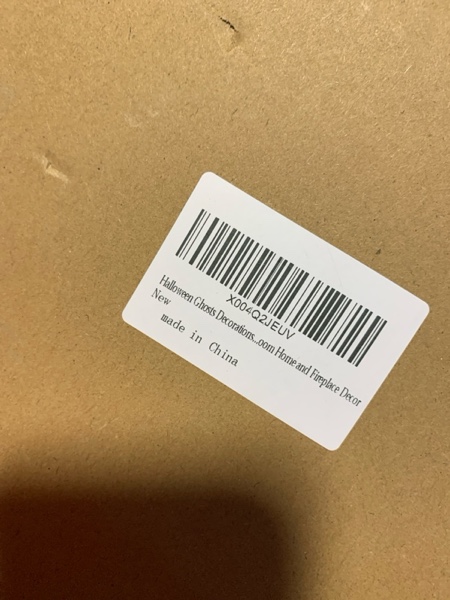 X004Q2JEUV
Halloween Ghosts Decorations...oom Home and Fireplace Decor
New
made in China